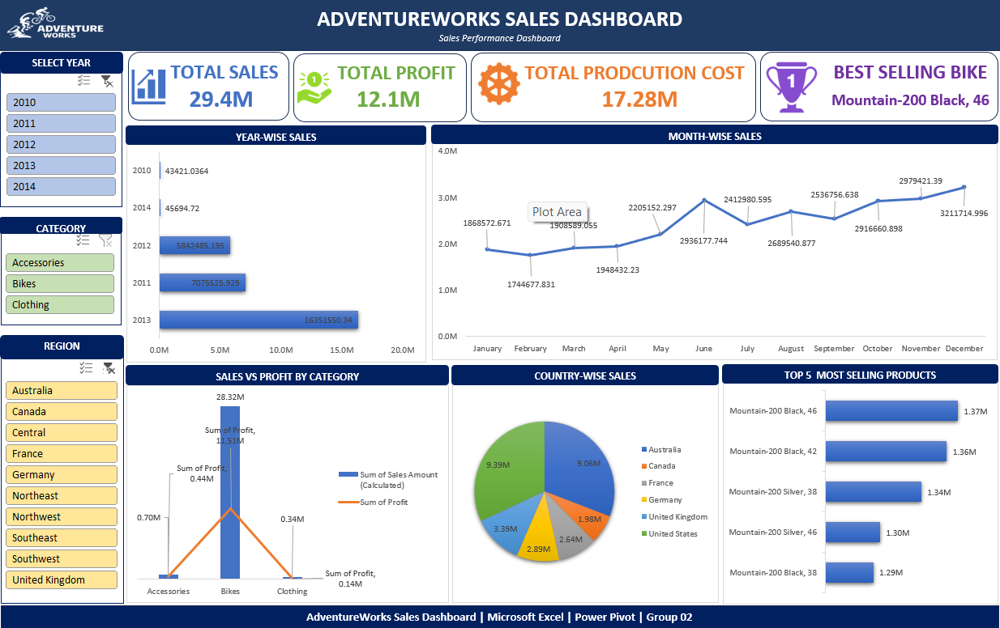 ADVENTURE
WORKS
ADVENTUREWORKS SALES DASHBOARD
Sales Performance Dashboard
SELECT YEAR
2010
2011
2012
2013
2014
CATEGORY
Accessories
Bikes
Clothing
REGION
Australia
Canada
Central
France
Germany
Northeast
Northwest
Southeast
Southwest
United Kingdom
TOTAL SALES
29.4M
1
TOTAL PROFIT
12.1M
TOTAL PRODCUTION COST
17.28M
1
BEST SELLING BIKE
Mountain-200 Black, 46
YEAR-WISE SALES
2010
43421.0364
2014
45694.72
2012
5842485.195
2011
7075525.929
2013
16351550.34
0.0M 5.0M 10.0M 15.0M 20.0M
MONTH-WISE SALES
4.0M
3.0M
2.0M
1.0M
0.0M
Plot Area
1868572.671
1744677.831
1908589.055
1948432.23
2205152.297
2936177.744
2412980.595
2689540.877
2536756.638
2916660.898
2979421.39
3211714.996
January February March April May June July August September October November December
SALES VS PROFIT BY CATEGORY
28.32M
Sum of Profit,
11.51M
Sum of Profit,
0.44M
0.70M
0.34M
Sum of Profit,
0.14M
Accessories Bikes Clothing
Sum of Sales Amount
(Calculated)
Sum of Profit
COUNTRY-WISE SALES
9.39M
9.06M
1.98M
2.64M
2.89M
3.39M
Australia
Canada
France
Germany
United Kingdom
United States
TOP 5 MOST SELLING PRODUCTS
Mountain-200 Black, 46
1.37M
Mountain-200 Black, 42
1.36M
Mountain-200 Silver, 38
1.34M
Mountain-200 Silver, 46
1.30M
Mountain-200 Black, 38
1.29M
AdventureWorks Sales Dashboard | Microsoft Excel | Power Pivot | Group 02